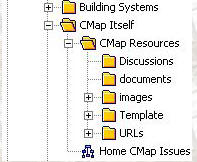 Building Systems
CMap Itself
CMap Resources
Discussions
documents
images
Template
URLs
Home CMap Issues